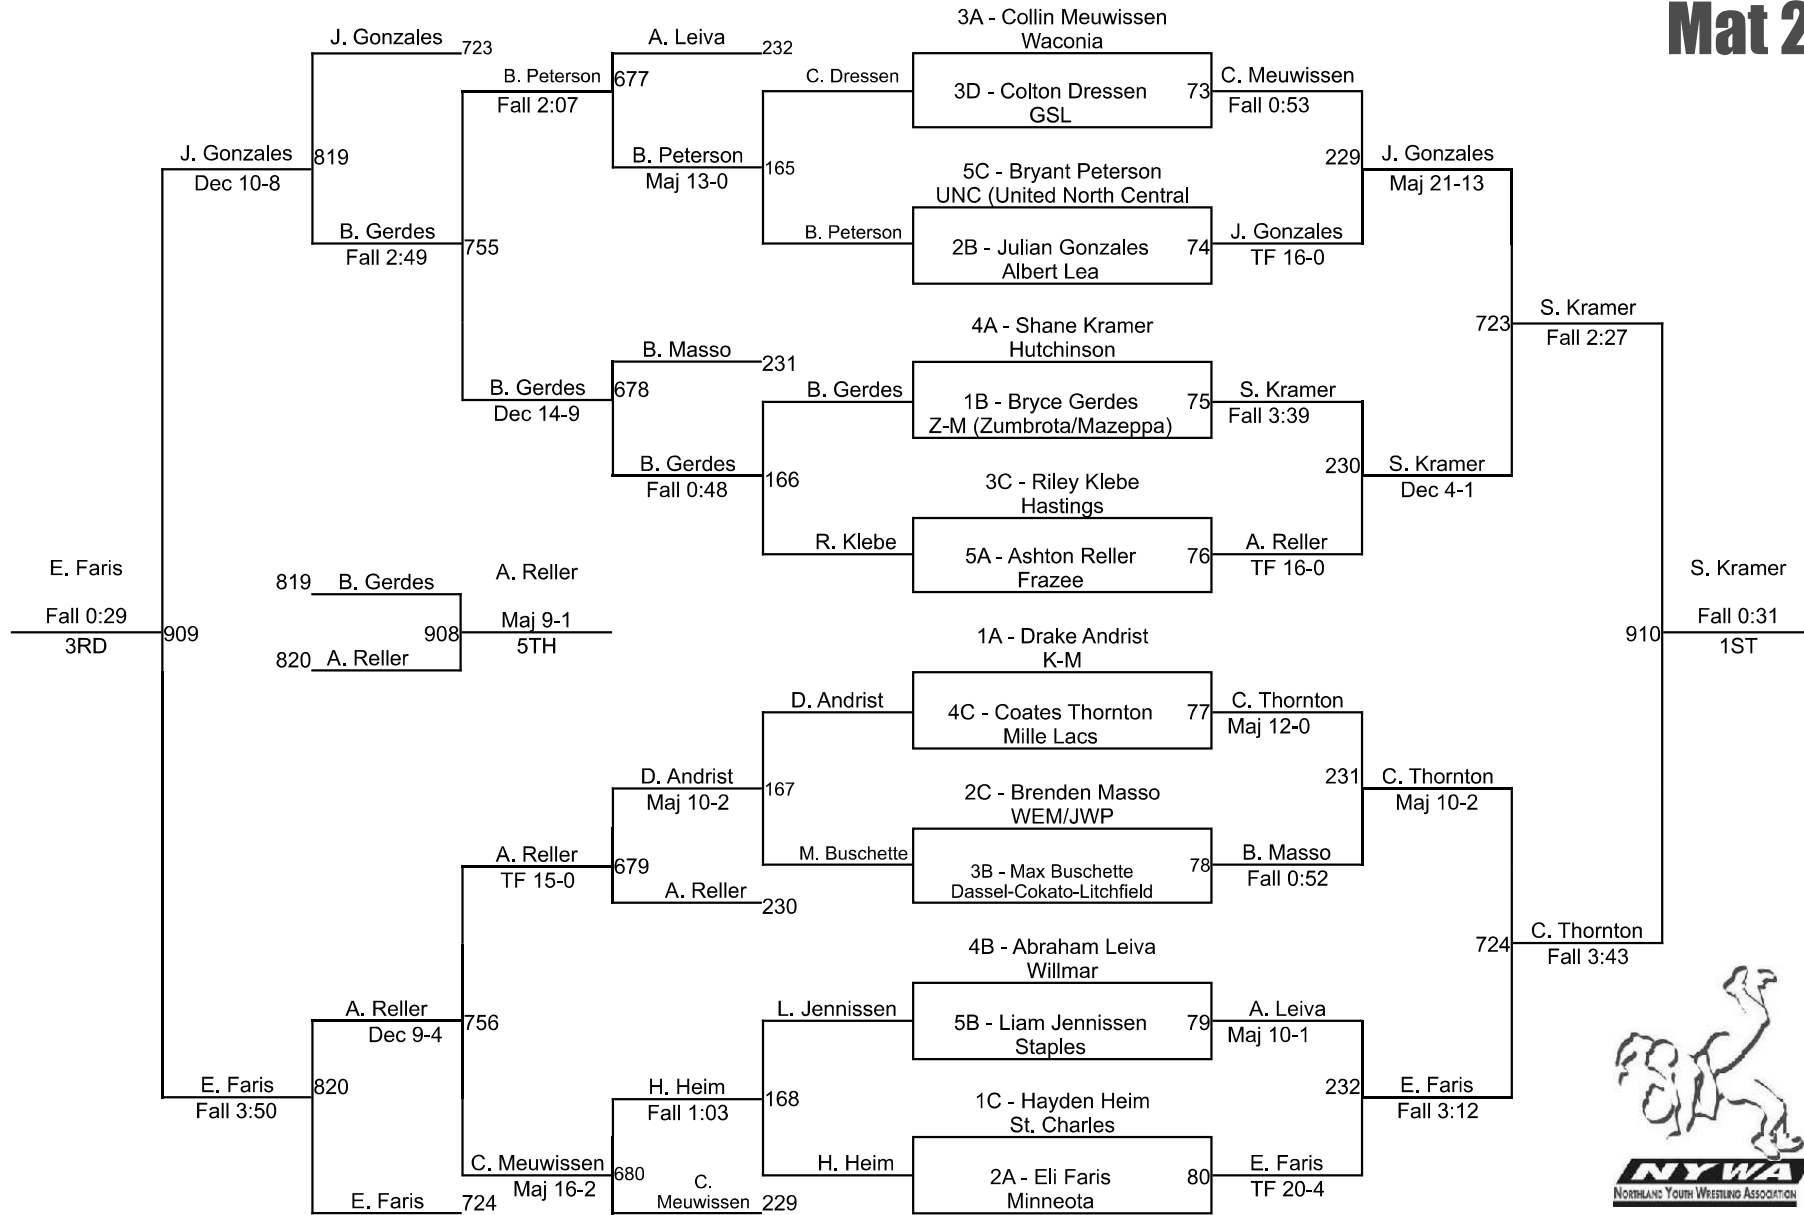 Mat 2
J. Gonzales
723
B. Peterson
Fall 2:07
677
J. Gonzales
Dec 10-8
819
B. Gerdes
Fall 2:49
755
A. Leiva
232
B. Peterson
Maj 13-0
165
C. Dressen
B. Peterson
B. Masso
231
B. Gerdes
Dec 14-9
678
B. Gerdes
Fall 0:48
166
B. Gerdes
R. Klebe
3A - Collin Meuwissen
Waconia
3D - Colton Dressen
GSL
73
C. Meuwissen
Fall 0:53
5C - Bryant Peterson
UNC (United North Central
2B - Julian Gonzales
Albert Lea
74
J. Gonzales
TF 16-0
229
J. Gonzales
Maj 21-13
4A - Shane Kramer
Hutchinson
1B - Bryce Gerdes
Z-M (Zumbrota/Mazeppa)
75
S. Kramer
Fall 3:39
3C - Riley Klebe
Hastings
5A - Ashton Reller
Frazee
76
A. Reller
TF 16-0
230
S. Kramer
Dec 4-1
723
S. Kramer
Fall 2:27
E. Faris
Fall 0:29
3RD
909
819
B. Gerdes
820
A. Reller
908
A. Reller
Maj 9-1
5TH
910
S. Kramer
Fall 0:31
1ST
1A - Drake Andrist
K-M
4C - Coates Thornton
Mille Lacs
77
C. Thornton
Maj 12-0
2C - Brenden Masso
WEM/JWP
3B - Max Buschette
Dassel-Cokato-Litchfield
78
B. Masso
Fall 0:52
231
C. Thornton
Maj 10-2
D. Andrist
M. Buschette
D. Andrist
Maj 10-2
167
A. Reller
TF 15-0
679
A. Reller
230
4B - Abraham Leiva
Willmar
5B - Liam Jennissen
Staples
79
A. Leiva
Maj 10-1
1C - Hayden Heim
St. Charles
2A - Eli Faris
Minneota
80
E. Faris
TF 20-4
232
E. Faris
Fall 3:12
724
C. Thornton
Fall 3:43
L. Jennissen
H. Heim
H. Heim
Fall 1:03
168
A. Reller
Dec 9-4
756
E. Faris
Fall 3:50
820
C. Meuwissen
Maj 16-2
680
C.
Meuwissen
229
E. Faris
724
NYWA
NORTHLAND YOUTH WRESTLING ASSOCIATION